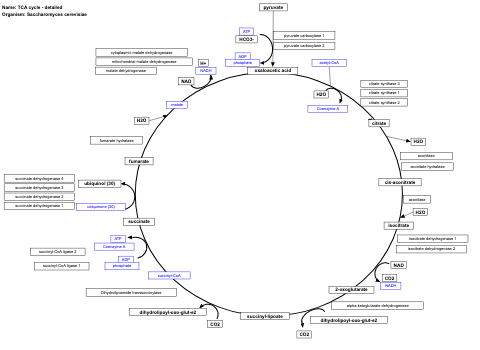 Name: TCA cycle - detailed
Organism: Saccharomyces cerevisiae
pyruvate
ATP
HCO3-
pyruvate carboxylase 1
pyruvate carboxylase 2
ADP
phosphate
oxaloacetic acid
acetyl-CoA
cytoplasmic malate dehydrogenase
mitochondrial malate dehydrogenase
malate dehydrogenase
H+
NADH
NAD
malate
H2O
Coenzyme A
citrate synthase 3
citrate synthase 1
citrate synthase 2
citrate
H2O
H2O
fumarate hydratase
fumarate
aconitase
aconitate hydratase
cis-aconitate
aconitase
H2O
isocitrate
succinate dehydrogenase 4
succinate dehydrogenase 3
succinate dehydrogenase 2
succinate dehydrogenase 1
ubiquinol (30)
ubiquinone (30)
succinate
ATP
Coenzyme A
ADP
phosphate
succinyl-CoA ligase 2
succinyl-CoA ligase 1
succinyl-CoA
isocitrate dehydrogenase 1
isocitrate dehydrogenase 2
NAD
CO2
NADH
2-oxoglutarate
alpha-ketoglutarate dehydrogenase
Dihydrolipoamide transsuccinylase
dihydrolipoyl-oxo-glut-e2
CO2
succinyl-lipoate
dihydrolipoyl-oxo-glut-e2
CO2